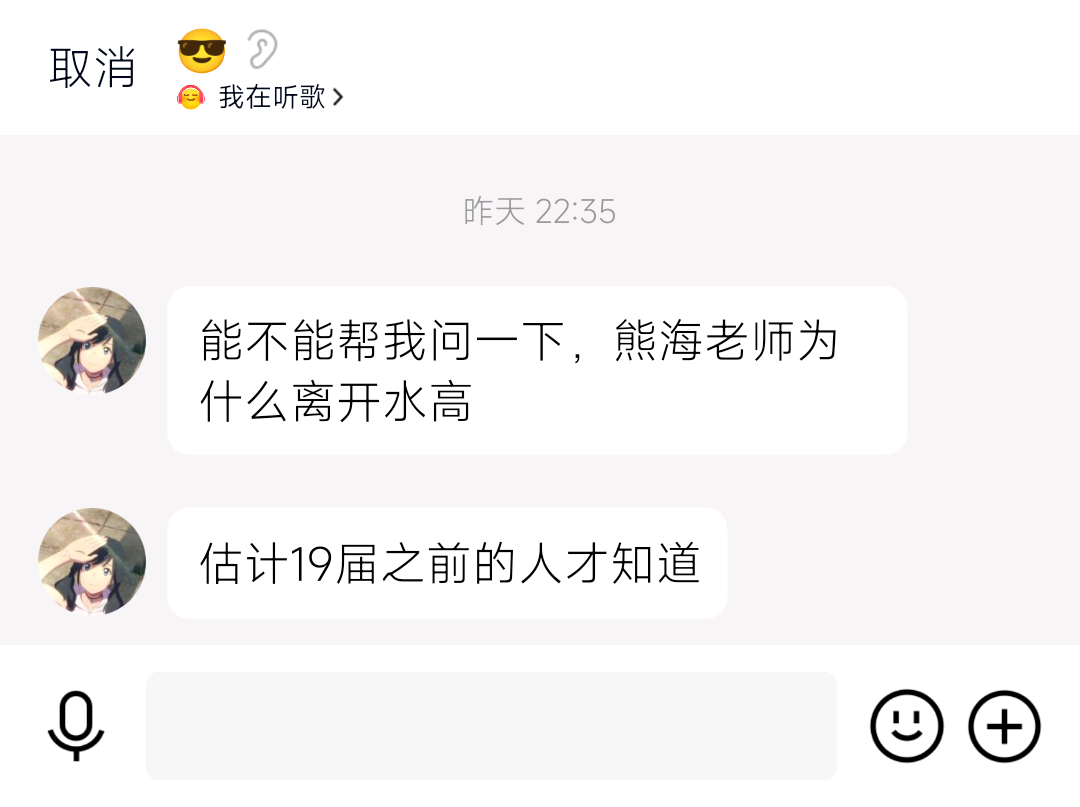 取消
我在听歌
昨天 22:35
能不能帮我问一下，熊海老师为
什么离开水高
估计19届之前的人才知道